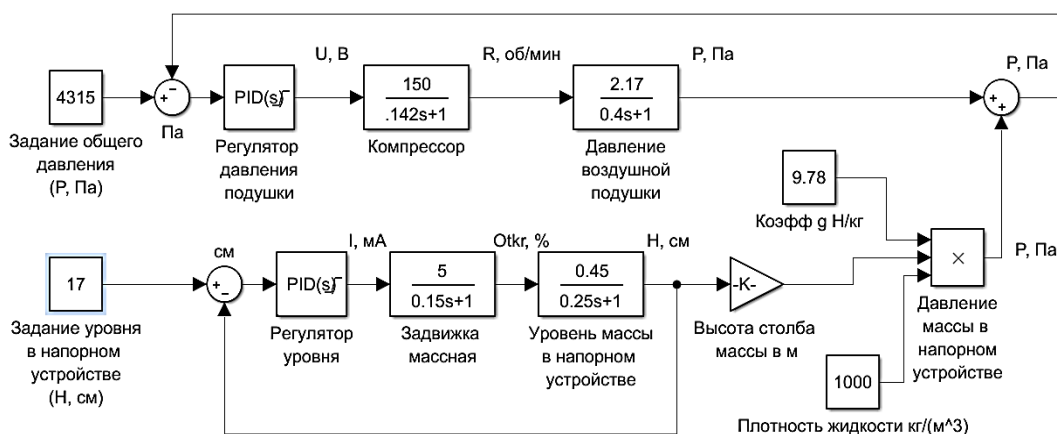 U, В
R, об/мин
P, Па
P, Па
4315
+
−
Па
PID(s)
150
.142s+1
2.17
0.4s+1
+
+
Задание общего
давления
(P, Па)
Регулятор
давления
подушки
Компрессор
Давление
воздушной
подушки
9.78
Коэфф g Н/кг
см
I, мА
Otkr, %
H, см
P, Па
17
+
−
PID(s)
5
0.15s+1
0.45
0.25s+1
-K-
×
Задание уровня
в напорном
устройстве
(H, см)
Регулятор
уровня
Задвижка
массная
Уровень массы
в напорном
устройстве
Высота столба
массы в м
Давление
массы в
напорном
устройстве
1000
Плотность жидкости кг/(м^3)